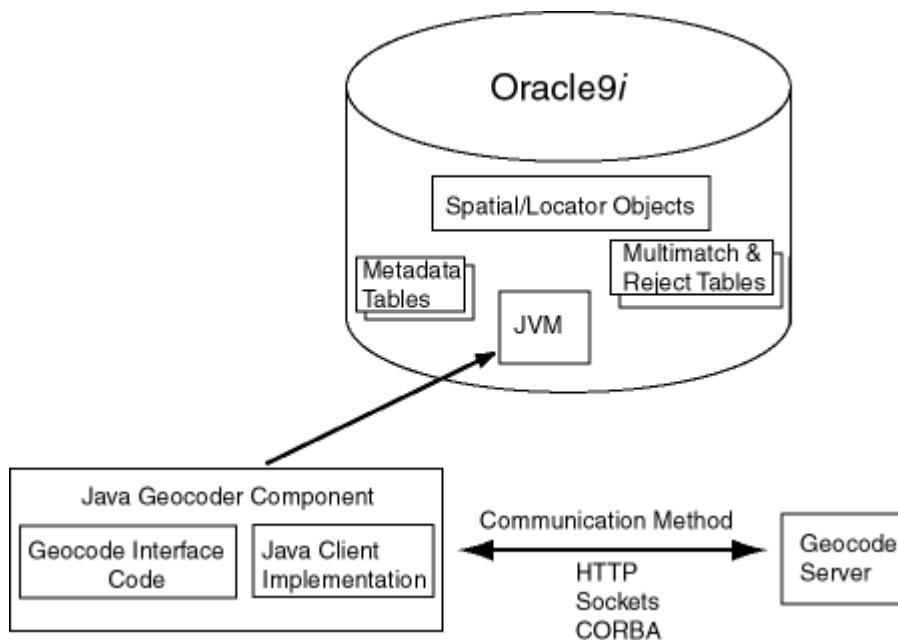 Oracle9i
Spatial/Locator Objects
Metadata
Tables
Multimatch &
Reject Tables
JVM
Java Geocoder Component
Geocode Interface
Code
Java Client
Implementation
Communication Method
HTTP
Sockets
CORBA
Geocode
Server